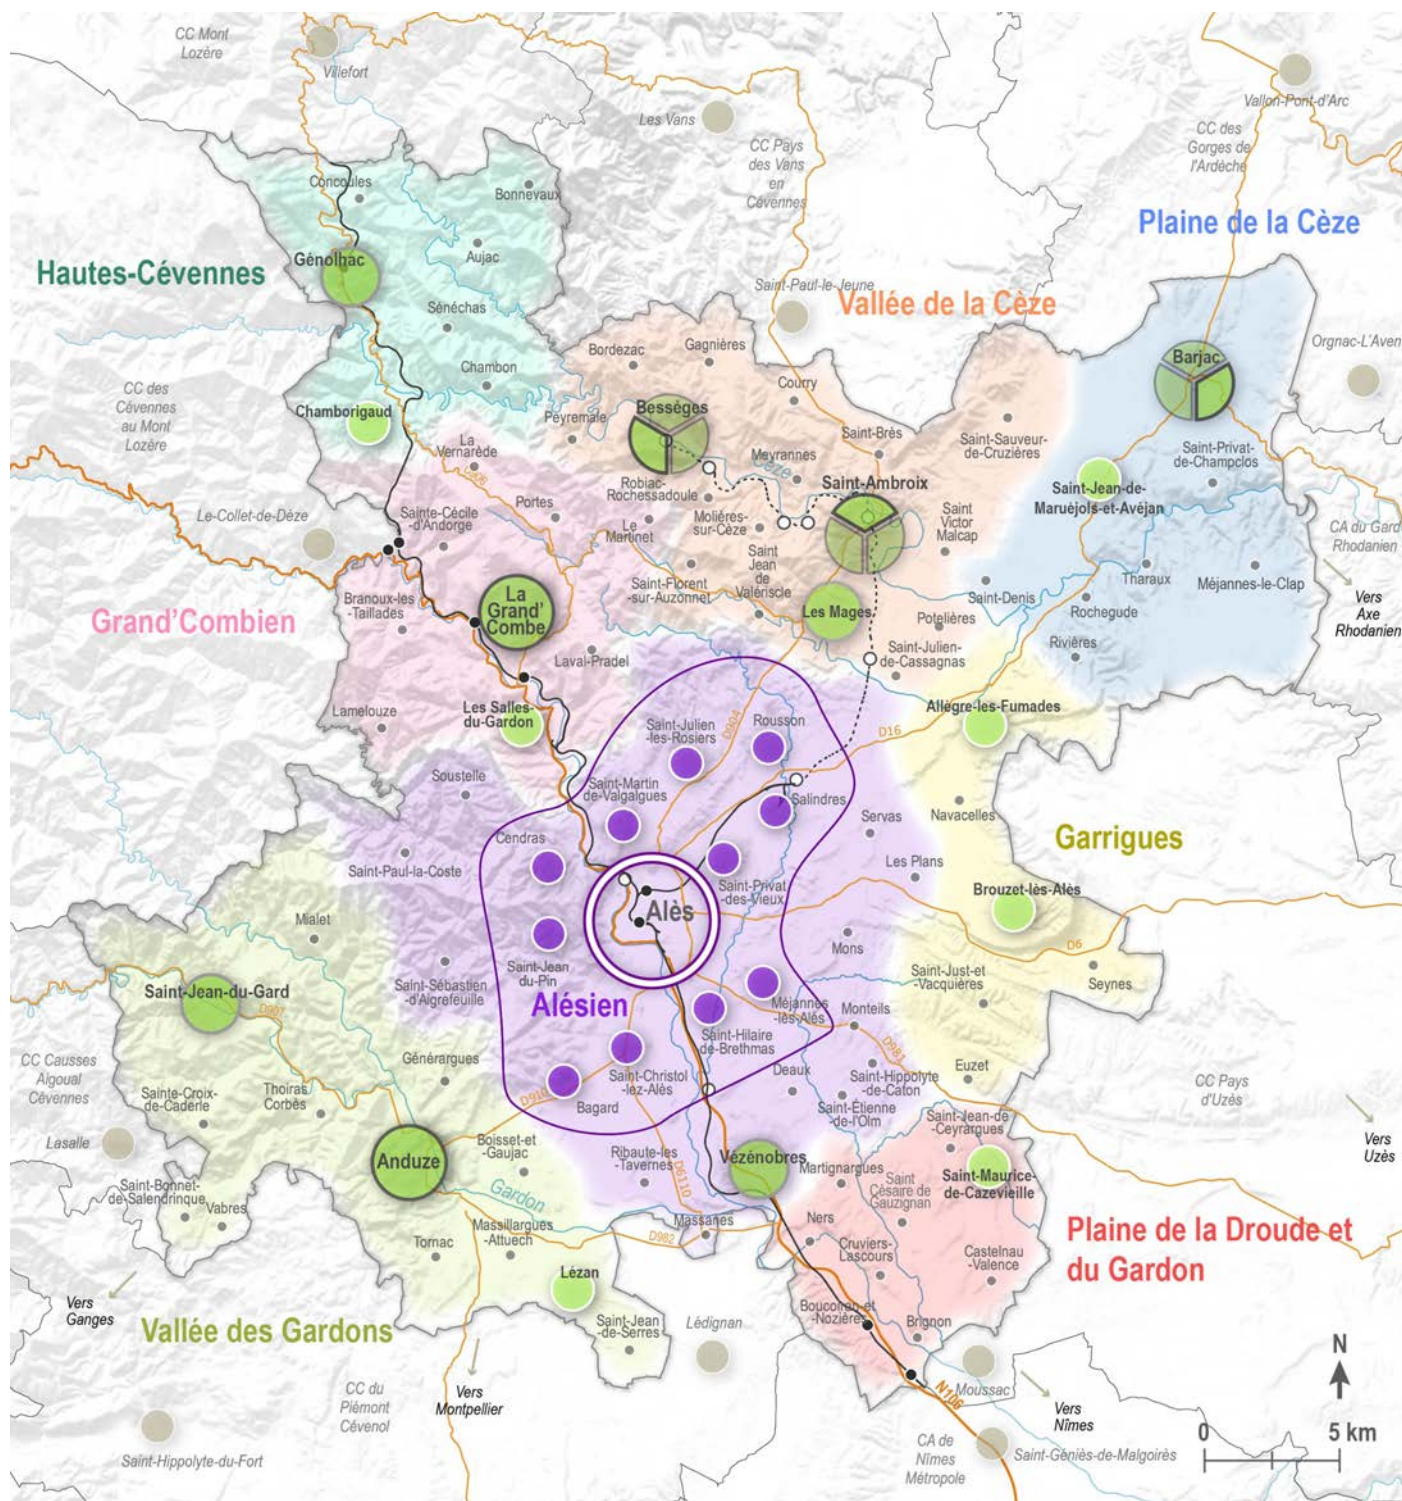 CC Mont
Lozère
Villefort
Les Vans
CC Pays
des Vans
en
Cévennes
Vallon-Pont-d'Arc
CC des
Gorges de
l'Ardèche
Plaine de la Cèze
Concoules
Bonnevaux
Génolhac
Aujac
Hautes-Cévennes
Sénéchas
Saint-Paul-le-Jeune
Vallée de la Cèze
Orgnac-L'Aven
Bordezac
Gagnières
Barjac
Chambon
Courry
CC des
Cévennes
au Mont
Lozère
Chamborigaud
Bessèges
Peyremale
La
Vernarède
Saint-Brès
Saint-Sauveur-
de-Cruzières
Saint-Privat-
de-Champclos
Meyrannes
Cèze
D906
Robiac-
Rochessadoule
Saint-Ambroix
Saint-Jean-de-
Maruéjols-et-Avéjan
Portes
Sainte-Cécile
-d'Andorge
Le
Martinet
Molières-
sur-Cèze
Saint
Victor
Malcap
Le-Collet-de-Dèze
CA du Gard
Rhodanien
Saint
Jean
de
Valériscle
Saint-Florent
-sur-Auzonnet
Saint-Denis
Tharaux
Méjannes-le-Clap
Vers
Axe
Rhodanien
Branoux-les
-Taillades
La
Grand'
Combe
Les Mages
Potelières
Rochegude
Grand'Combien
Laval-Pradel
Saint-Julien-
de-Cassagnas
Rivières
Lamelouze
Les Salles-
du-Gardon
Allègre-les-Fumades
Saint-Julien
-les-Rosiers
D904
Rousson
D16
Soustelle
Saint-Martin
de-Valgalgues
Salindres
Navacelles
Garrigues
Cendras
Servas
Saint-Paul-la-Coste
Les Plans
Saint-Privat
-des-Vieux
Brouzet-lès-Alès
Alès
Mialet
Mons
D6
Saint-Jean
du-Pin
Saint-Sébastien
-d'Aigrefeuille
Saint-Just-et
-Vacquières
Seynes
Saint-Jean-du-Gard
D907
Alésien
Méjannes
-lès-Alès
Monteils
Saint-Hilaire
de-Brethmas
D981
CC Causses
Aigoual
Cévennes
Générargues
Euzet
Sainte-Croix-
de-Caderle
Thoiras
Corbès
Saint-Christol
-lez-Alès
Deaux
Saint-Hippolyte
-de-Caton
CC Pays
d'Uzès
D910
Bagard
Saint-Étienne
-de-l'Olm
Saint-Jean-de-
-Ceyrargues
Lasalle
Anduze
Boisset-et
-Gaujac
Ribaute-les
-Tavernes
D6110
Vézénobres
Martignargues
Saint-Maurice-
de-Cazevieille
Vers
Uzès
Saint-Bonnet-
de-Salendrinque
Vabres
Gardon
Saint
Césaire de
Gauzignan
Massillargues
-Attuech
Massanes
Ners
Plaine de la Droude et
du Gardon
Tornac
D982
Cruviers-
Lascours
Castelnau
-Valence
Lézan
Vers
Ganges
Vallée des Gardons
Saint-Jean
-de-Serres
Lédignan
Boucoiran-et
-Nozières
Brignon
N
Vers
Montpellier
CC du
Piémont
Cévenol
N106
Moussac
Vers
Nîmes
0
5 km
Saint-Hippolyte-du-Fort
CA de
Nîmes
Métropole
Saint-Géniès-de-Malgoirès